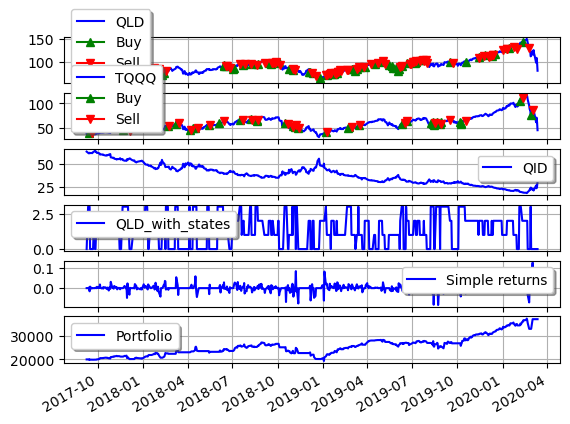 QLD
Buy
Sell
150
100
TQQQ
Buy
Sell
100
50
50
25
QID
2.5
0.0
QLD_with_states
0.1
0.0
Simple returns
30000
20000
Portfolio
2017-10
2018-01
2018-04
2018-07
2018-10
2019-01
2019-04
2019-07
2019-10
2020-01
2020-04